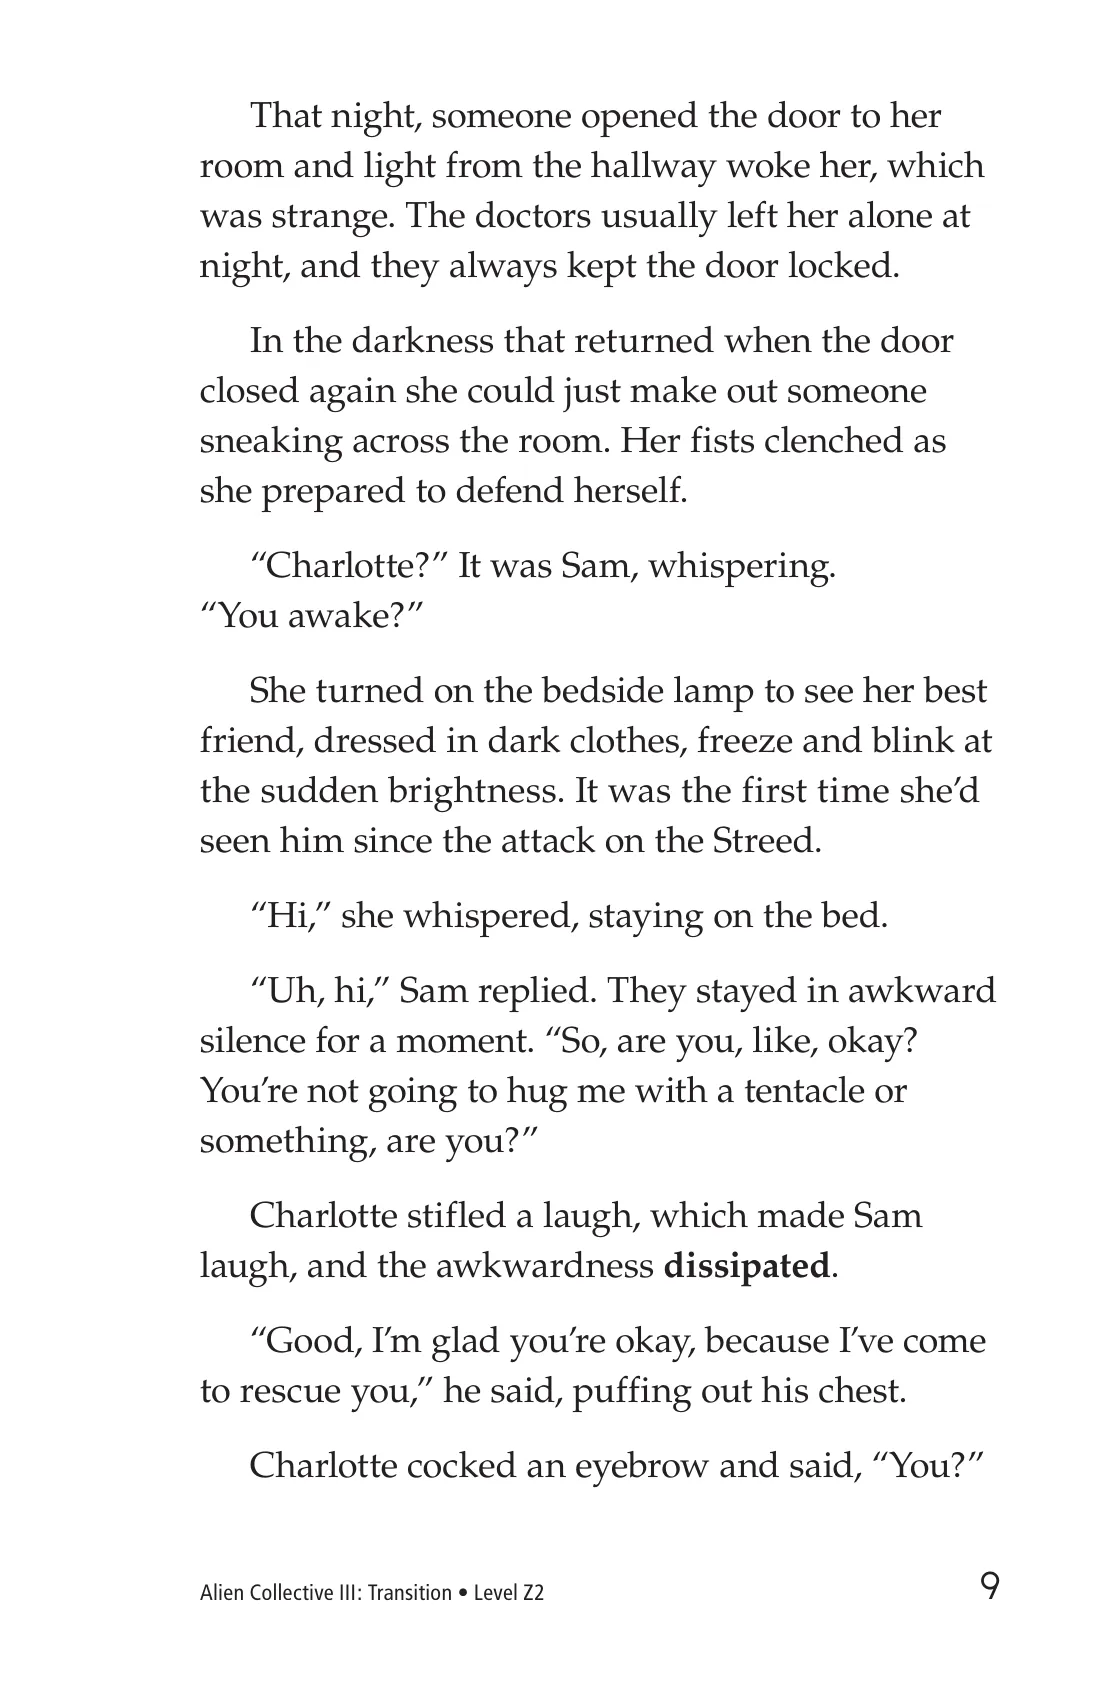 That night, someone opened the door to her
room and light from the hallway woke her, which
was strange. The doctors usually left her alone at
night, and they always kept the door locked.
In the darkness that returned when the door
closed again she could just make out someone
sneaking across the room. Her fists clenched as
she prepared to defend herself.
“Charlotte?” It was Sam, whispering.
“You awake?”
She turned on the bedside lamp to see her best
friend, dressed in dark clothes, freeze and blink at
the sudden brightness. It was the first time she’d
seen him since the attack on the Streed.
“Hi,” she whispered, staying on the bed.
“Uh, hi,” Sam replied. They stayed in awkward
silence for a moment. “So, are you, like, okay?
You’re not going to hug me with a tentacle or
something, are you?”
Charlotte stifled a laugh, which made Sam
laugh, and the awkwardness dissipated.
“Good, I’m glad you’re okay, because I’ve come
to rescue you,” he said, puffing out his chest.
Charlotte cocked an eyebrow and said, “You?”
Alien Collective III: Transition • Level Z2
9